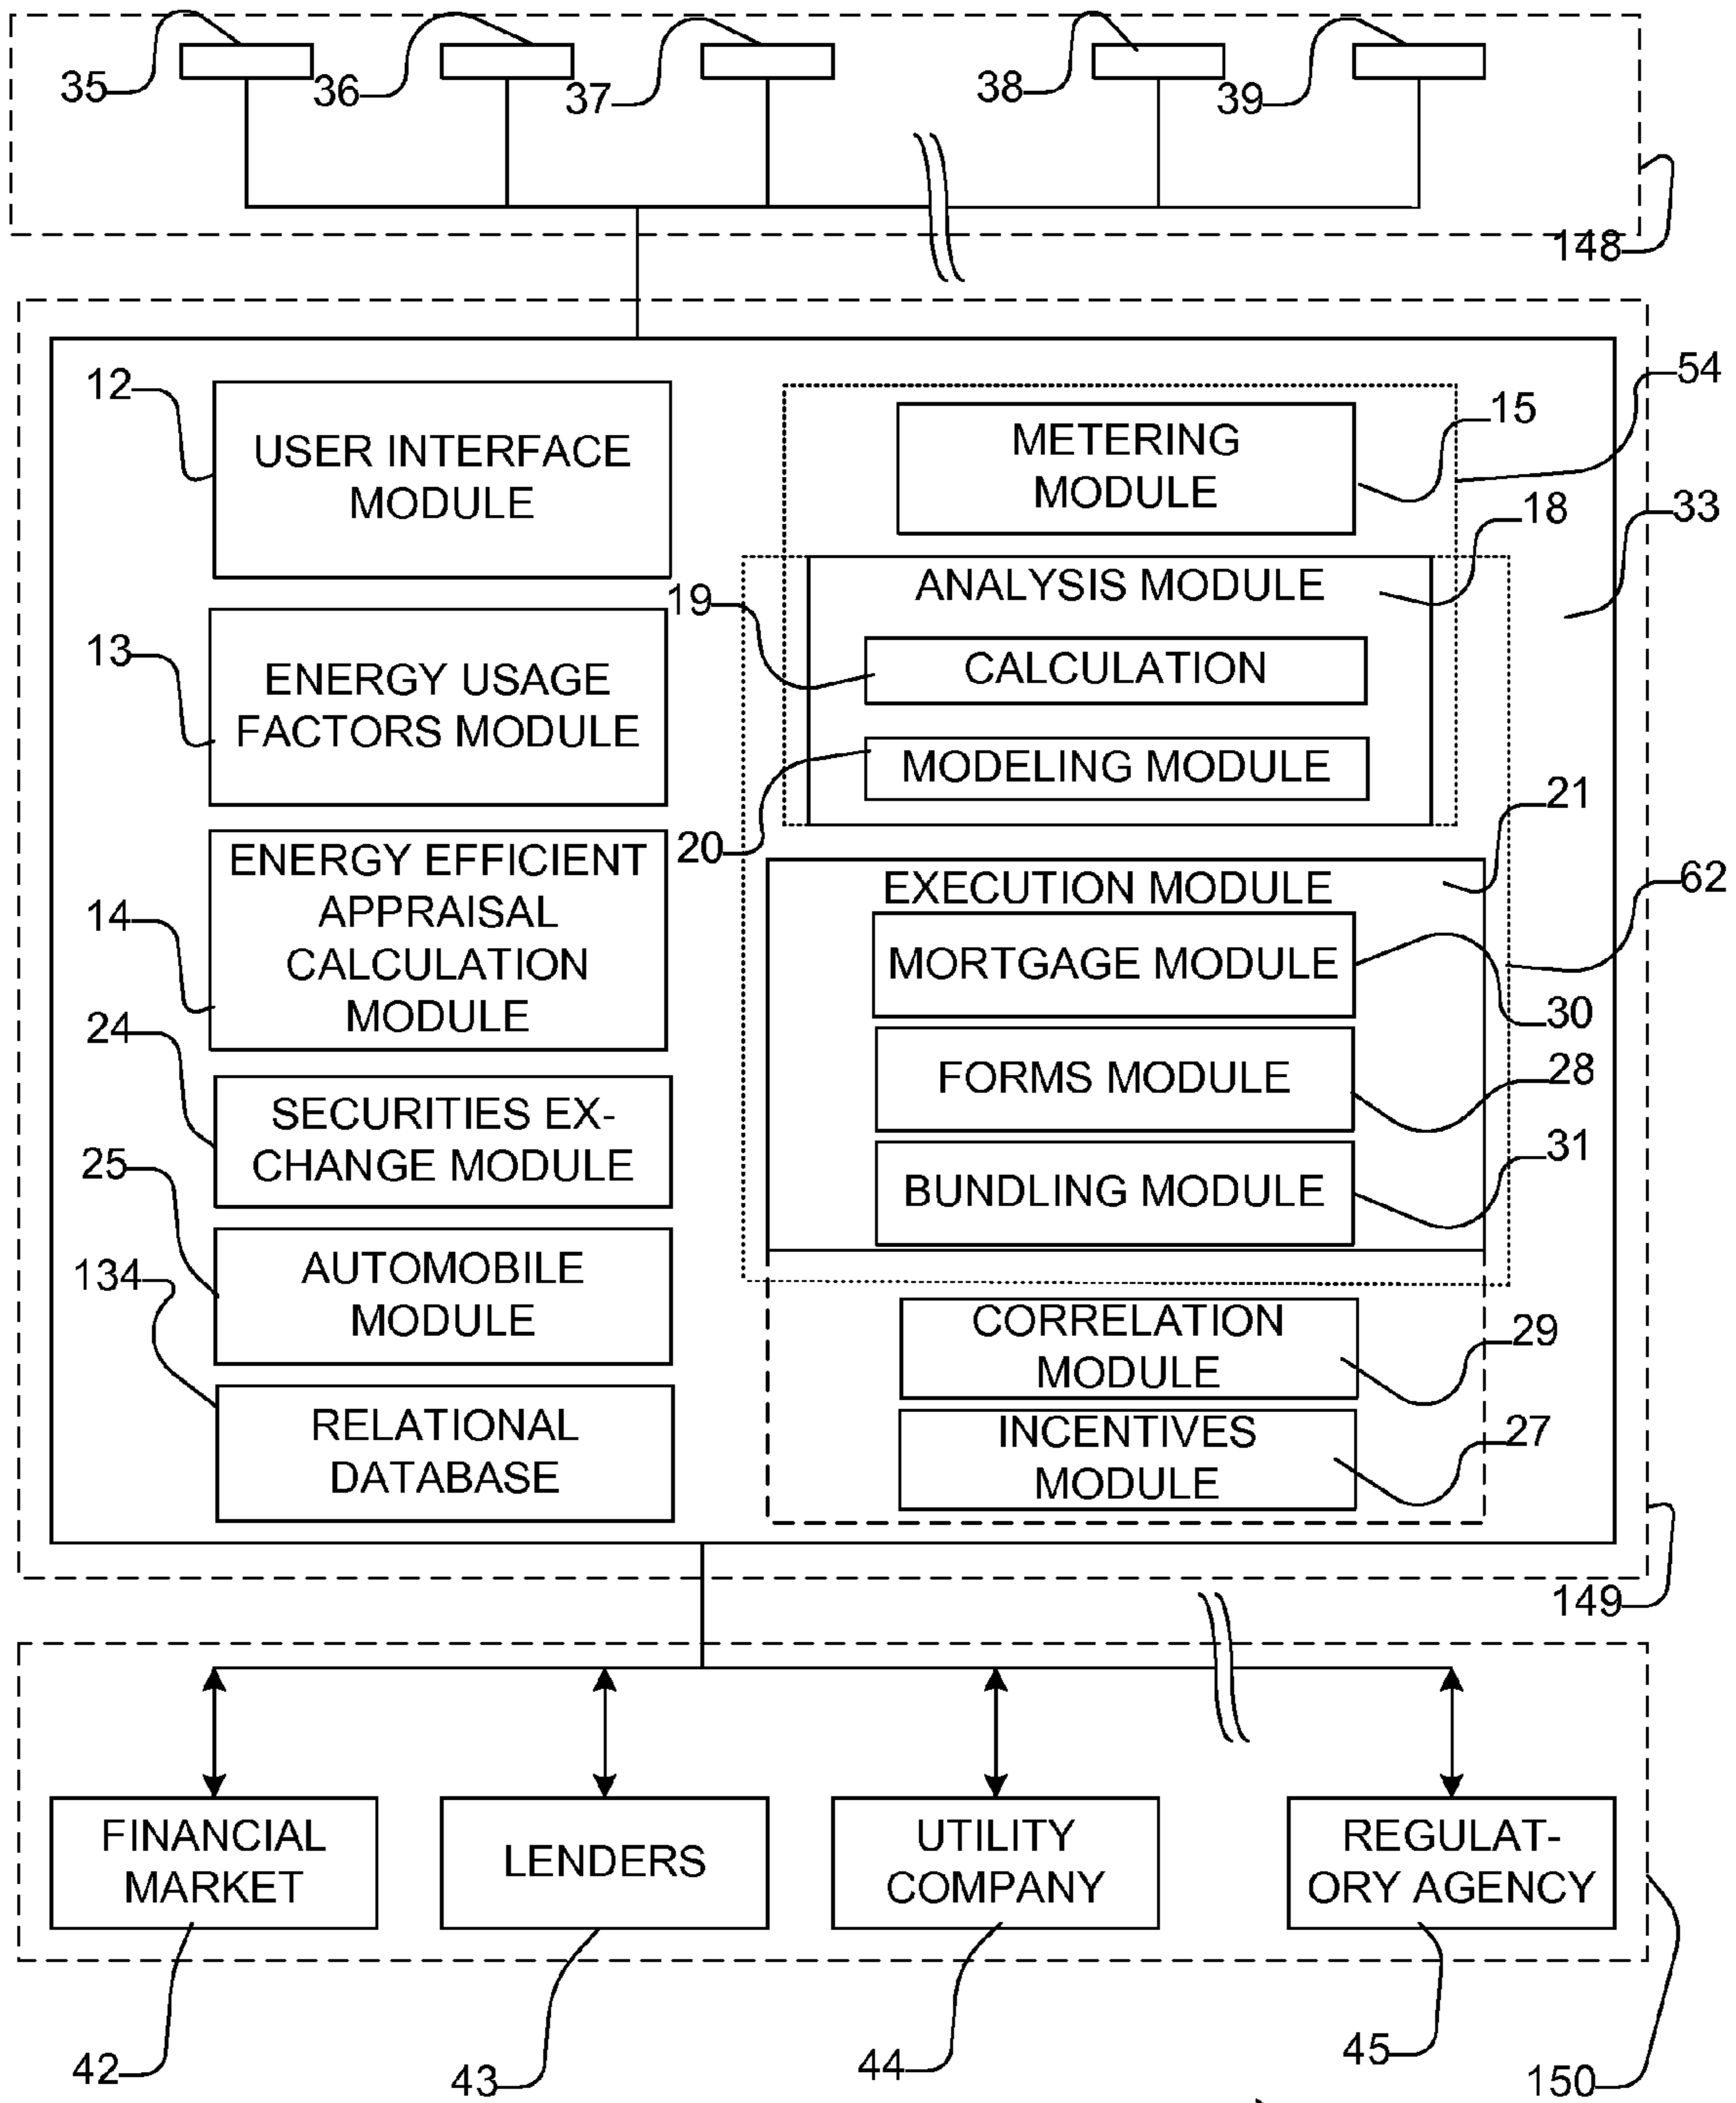 35
36
37
38
39
148
12
USER INTERFACE
MODULE
13
ENERGY USAGE
FACTORS MODULE
14
ENERGY EFFICIENT
APPRAISAL
CALCULATION
MODULE
24
SECURITIES EX-
CHANGE MODULE
25
AUTOMOBILE
MODULE
134
RELATIONAL
DATABASE
54
15
METERING
MODULE
18
33
ANALYSIS MODULE
19
CALCULATION
20
MODELING MODULE
21
EXECUTION MODULE
62
MORTGAGE MODULE
30
FORMS MODULE
28
BUNDLING MODULE
31
CORRELATION
MODULE
29
INCENTIVES
MODULE
27
149
FINANCIAL
MARKET
LENDERS
UTILITY
COMPANY
REGULAT-
ORY AGENCY
42
43
44
45
150